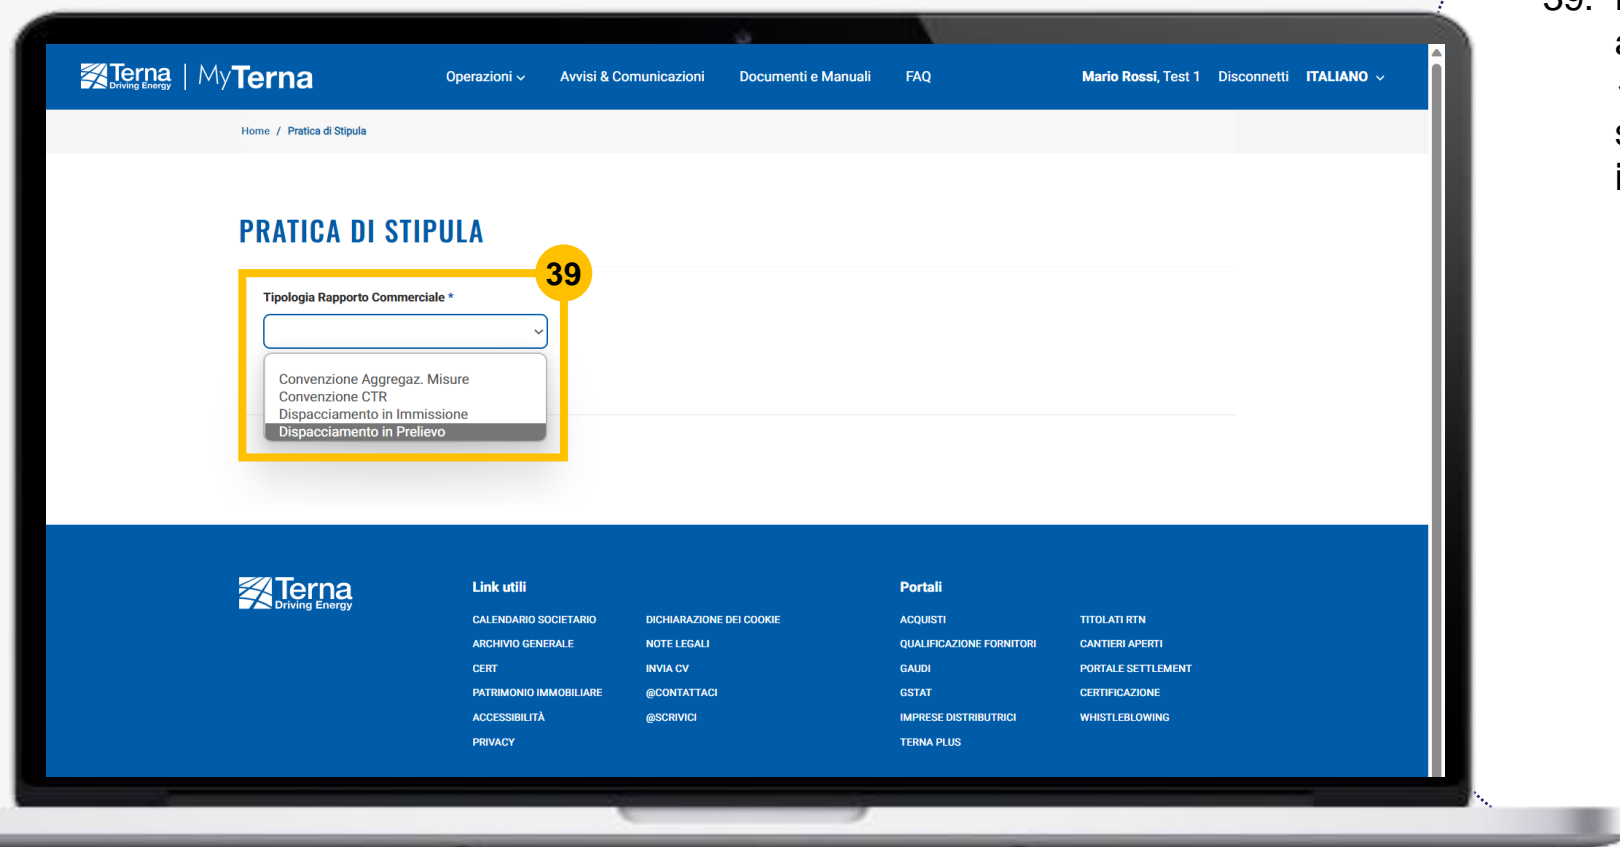 Terna
Driving Energy
MyTerna
Operazioni
Avvisi & Comunicazioni
Documenti e Manuali
FAQ
Mario Rossi, Test 1
Disconnetti
ITALIANO
Home / Pratica di Stipula
PRATICA DI STIPULA
39
Tipologia Rapporto Commerciale *
Convenzione Aggregaz. Misure
Convenzione CTR
Dispacciamento in Immissione
Dispacciamento in Prelievo
Terna
Driving Energy
Link utili
CALENDARIO SOCIETARIO
ARCHIVIO GENERALE
CERT
PATRIMONIO IMMOBILIARE
ACCESSIBILITÀ
PRIVACY
DICHIARAZIONE DEI COOKIE
NOTE LEGALI
INVIA CV
@CONTATTACI
@SCRIVICI
Portali
ACQUISTI
QUALIFICAZIONE FORNITORI
GAUDI
GSTAT
IMPRESE DISTRIBUTRICI
TERNA PLUS
TITOLATI RTN
CANTIERI APERTI
PORTALE SETTLEMENT
CERTIFICAZIONE
WHISTLEBLOWING
39.